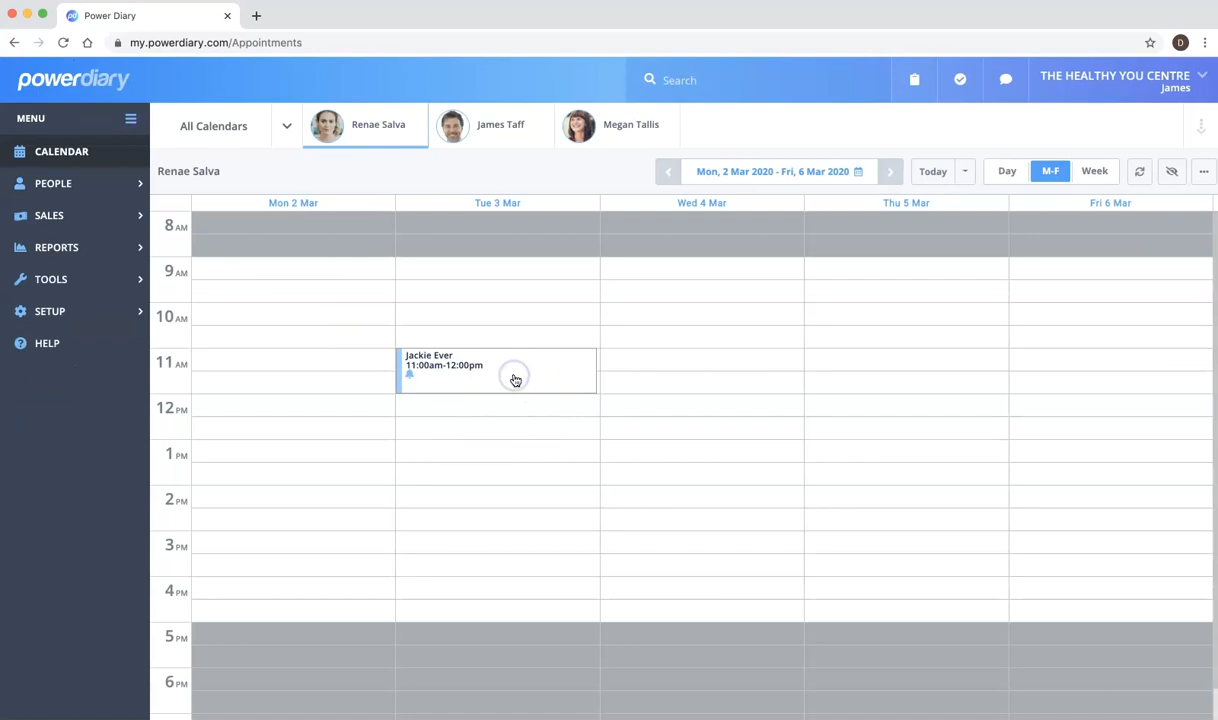 Power Diary
my.powerdiary.com/Appointments
D
powerdiary
Search
THE HEALTHY YOU CENTRE
James
MENU
CALENDAR
PEOPLE
SALES
REPORTS
TOOLS
SETUP
HELP
All Calendars
Renae Salva
James Taff
Megan Tallis
Renae Salva
Mon, 2 Mar 2020 - Fri, 6 Mar 2020
Today
Day
M-F
Week
Mon 2 Mar
Tue 3 Mar
Wed 4 Mar
Thu 5 Mar
Fri 6 Mar
8 AM
9 AM
10 AM
11 AM
Jackie Ever
11:00am-12:00pm
12 PM
1 PM
2 PM
3 PM
4 PM
5 PM
6 PM